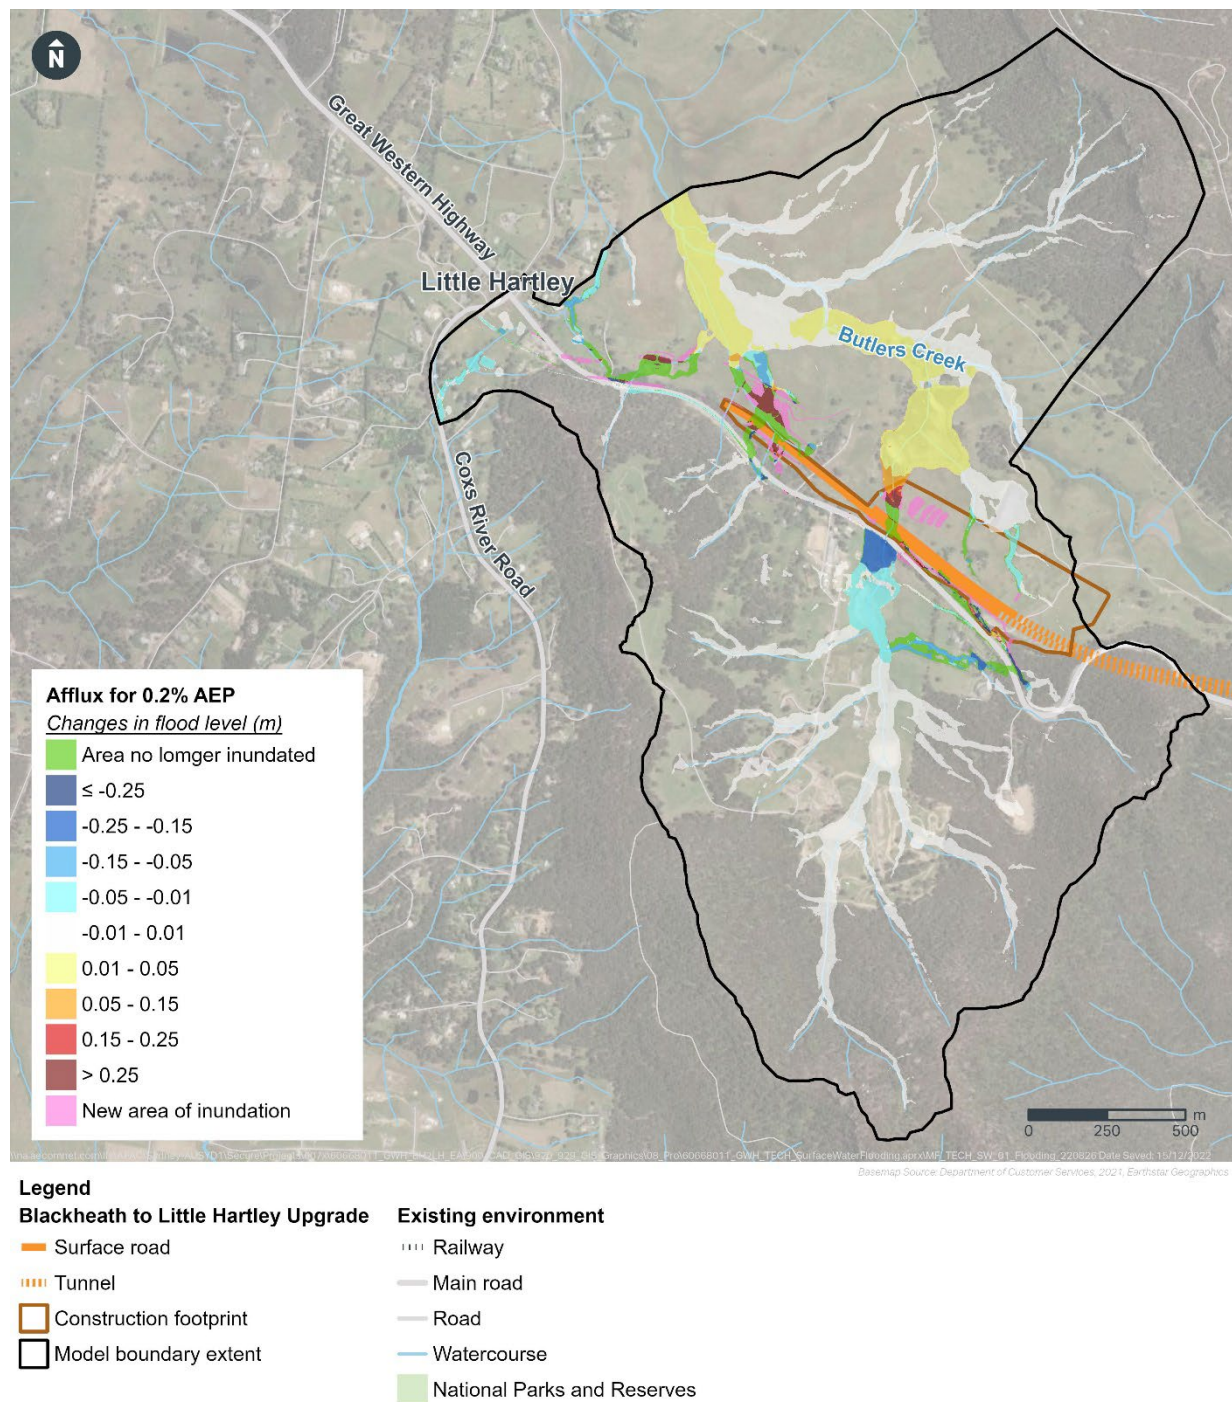 N
Great Western Highway
Little Hartley
Butlers Creek
Coxs River Road
Afflux for 0.2% AEP
Changes in flood level (m)
Area no lomger inundated
≤ -0.25
-0.25 - -0.15
-0.15 - -0.05
-0.05 - -0.01
-0.01 - 0.01
0.01 - 0.05
0.05 - 0.15
0.15 - 0.25
> 0.25
New area of inundation
m
0 250 500
Date Saved: 15/12/2022
Basemap Source: Department of Customer Services, 2021, Earthstar Geographics
Legend
Blackheath to Little Hartley Upgrade
Surface road
Tunnel
Construction footprint
Model boundary extent
Existing environment
Railway
Main road
Road
Watercourse
National Parks and Reserves